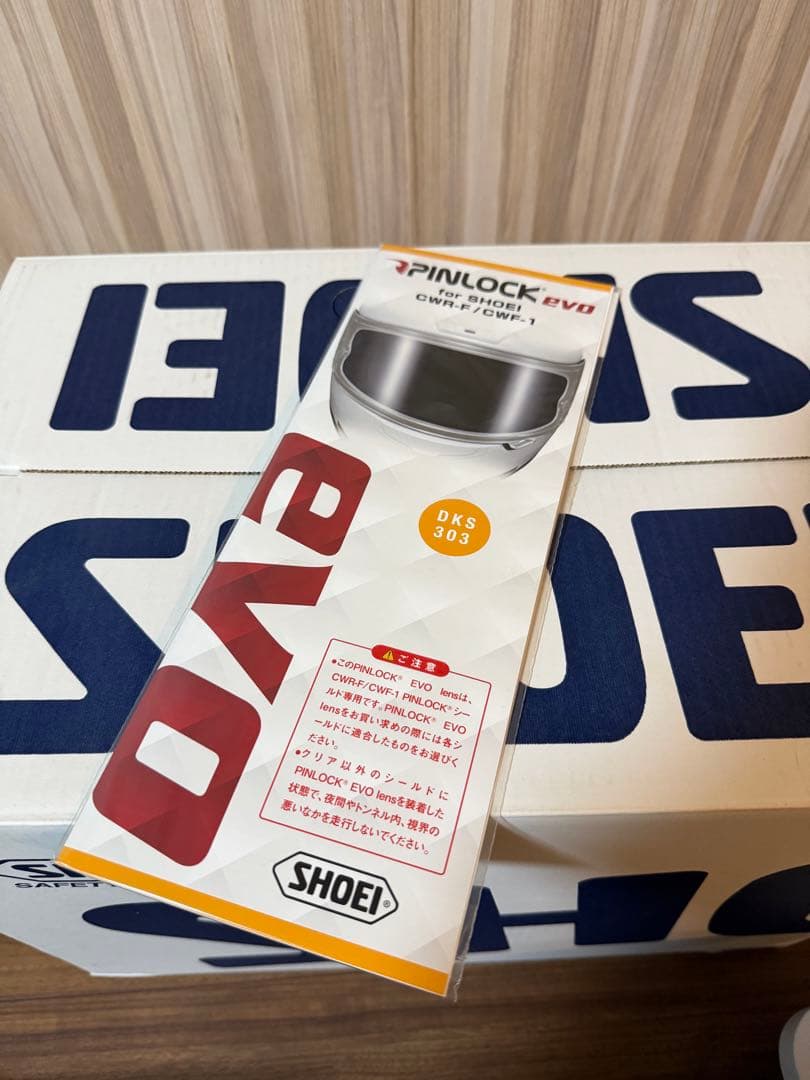 SHOEI
PINLOCK® evo
for SHOEI
CWR-F/CWF-1
evo
DKS
303
ご注意
●このPINLOCK® EVO lensは、
CWR-F/CWF-1 PINLOCK®シー
ルド専用です。PINLOCK® EVO
lensをお買い求めの際には各シ
ールドに適合したものをお選びく
ださい。
●クリア以外のシールドに
PINLOCK® EVO lensを装着した
状態で、夜間やトンネル内、視界の
悪いなかを走行しないでください。
SHOEI®
SAFETY